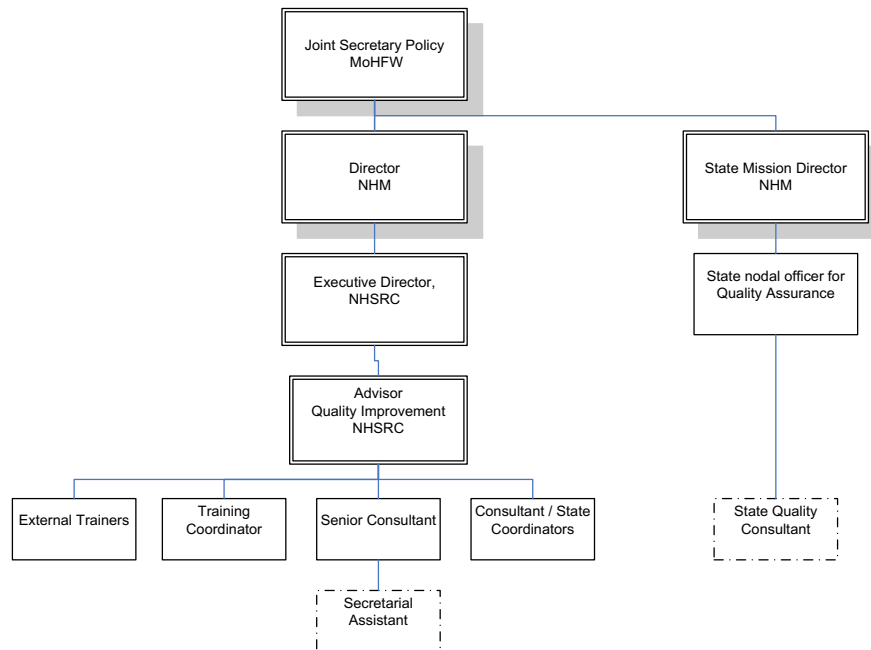 Joint Secretary Policy
MoHFW
Director
NHM
State Mission Director
NHM
Executive Director,
NHSRC
State nodal officer for
Quality Assurance
Advisor
Quality Improvement
NHSRC
External Trainers
Training
Coordinator
Senior Consultant
Consultant / State
Coordinators
State Quality
Consultant
Secretarial
Assistant